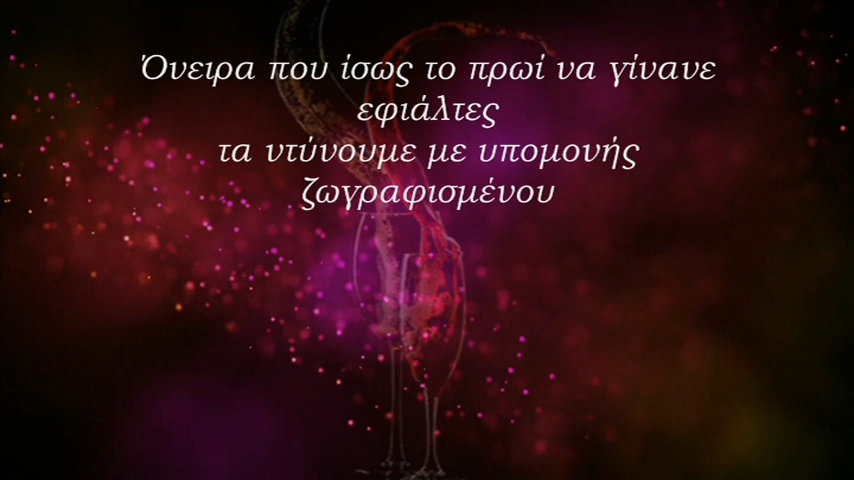 Όνειρα που ίσως το πρωί να γίνανε
εφιάλτες
τα ντύνουμε με υπομονής
ζωγραφισμένου